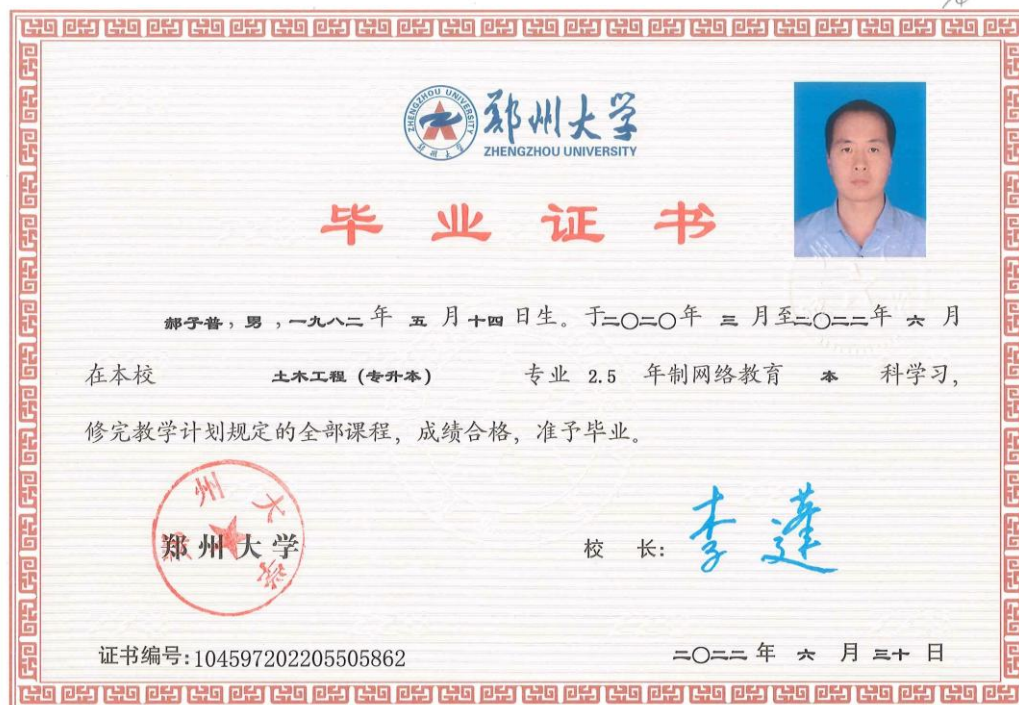 ZHENGZHOU UNIVERSITY
郑州大学
ZHENGZHOU UNIVERSITY
毕业证书
郝子普，男，一九八二年 五 月十四日生。于二〇二〇年 三 月至二〇二二年 六 月
在本校 土木工程（专升本） 专业 2.5 年制网络教育 本 科学习，
修完教学计划规定的全部课程，成绩合格，准予毕业。
郑州大学
郑州大学
校 长：李蓬
证书编号：104597202205505862
二〇二二年 六 月三十日